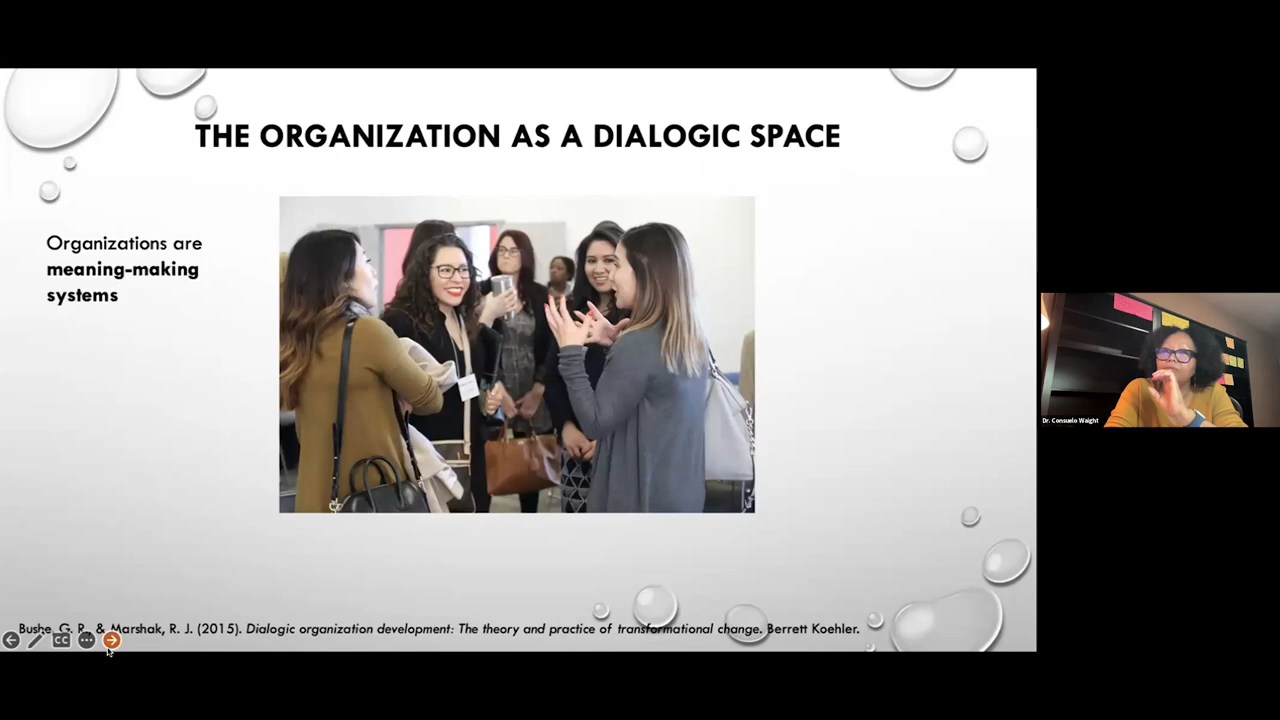 THE ORGANIZATION AS A DIALOGIC SPACE
Organizations are
meaning-making
systems
Bushe, G. R., & Marshak, R. J. (2015). Dialogic organization development: The theory and practice of transformational change. Berrett Koehler.
CC
Dr. Consuelo Waight